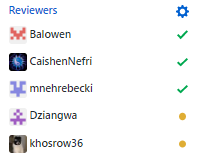 Reviewers
Balowen
CaishenNefri
mnehrebecki
Dziangwa
khosrow36